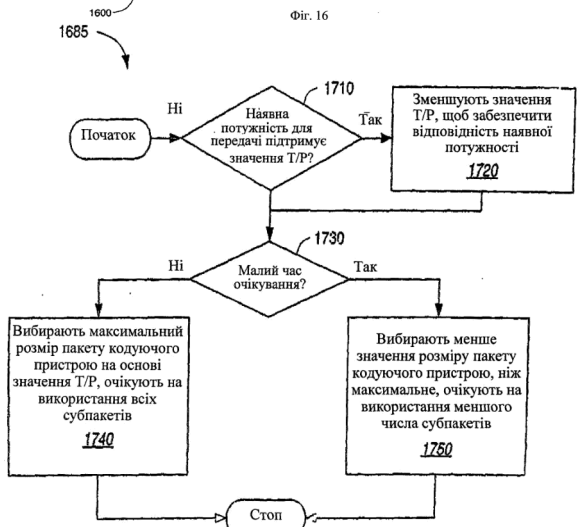 1600
Фіг. 16
1685
1710
Ні
Початок
Наявна
потужність для
передачі підтримує
значення Т/Р?
Так
Зменшують значення
Т/Р, щоб забезпечити
відповідність наявної
потужності
1720
1730
Ні
Малий час
очікування?
Так
Вибирають максимальний
розмір пакету кодуючого
пристрою на основі
значення Т/Р, очікують на
використання всіх
субпакетів
1740
Вибирають менше
значення розміру пакету
кодуючого пристрою, ніж
максимальне, очікують на
використання меншого
числа субпакетів
1750
Стоп